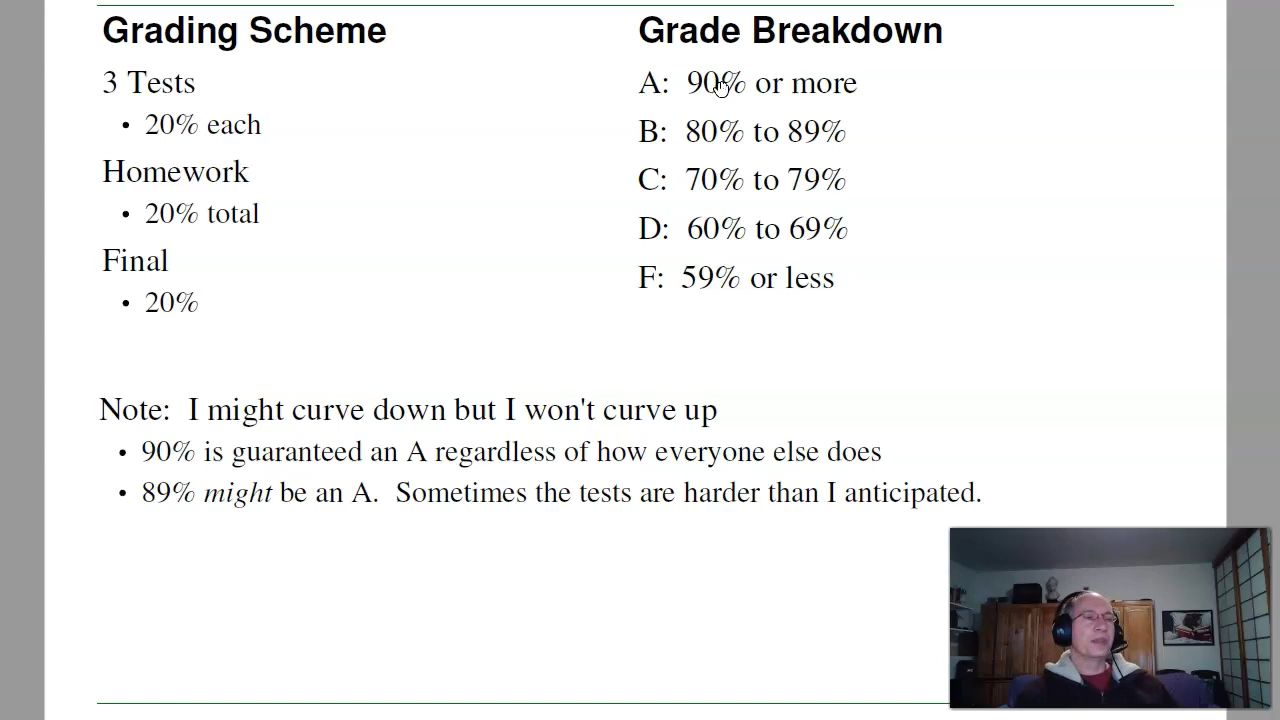 Grading Scheme
3 Tests
• 20% each
Homework
• 20% total
Final
• 20%
Grade Breakdown
A: 90% or more
B: 80% to 89%
C: 70% to 79%
D: 60% to 69%
F: 59% or less
Note: I might curve down but I won't curve up
• 90% is guaranteed an A regardless of how everyone else does
• 89% might be an A. Sometimes the tests are harder than I anticipated.